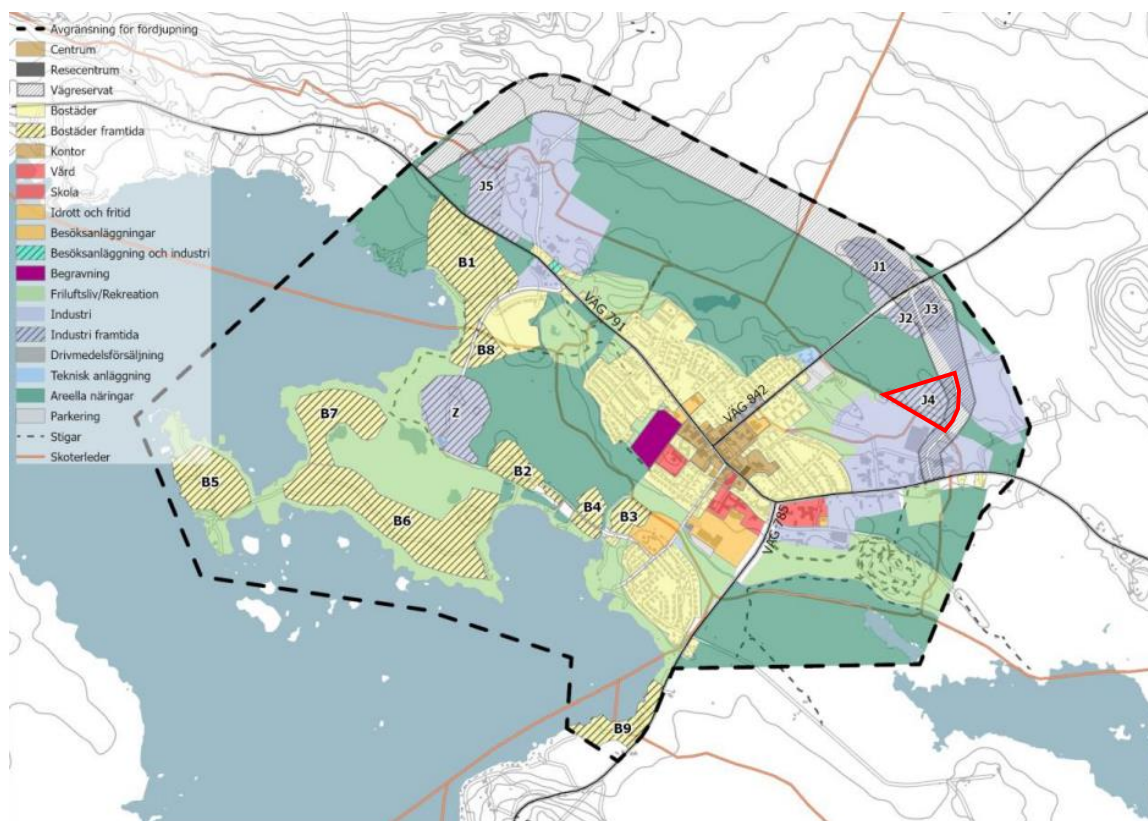 Avgränsning för fördjupning
Centrum
Resecentrum
Vägreservat
Bostäder
Bostäder framtida
Kontor
Vård
Skola
Idrott och fritid
Besöksanläggningar
Besöksanläggning och industri
Begravning
Friluftsliv/Rekreation
Industri
Industri framtida
Drivmedelsförsäljning
Teknisk anläggning
Areella näringar
Parkering
Stigar
Skoterleder
J5
B1
J1
J3
J2
VÄG 791
B8
J4
VÄG 842
B7
Z
B2
B5
B4
B3
B6
VÄG 785
B9